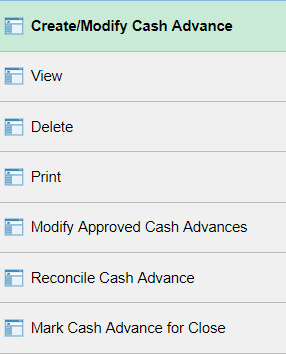 Create/Modify Cash Advance
View
Delete
Print
Modify Approved Cash Advances
Reconcile Cash Advance
Mark Cash Advance for Close